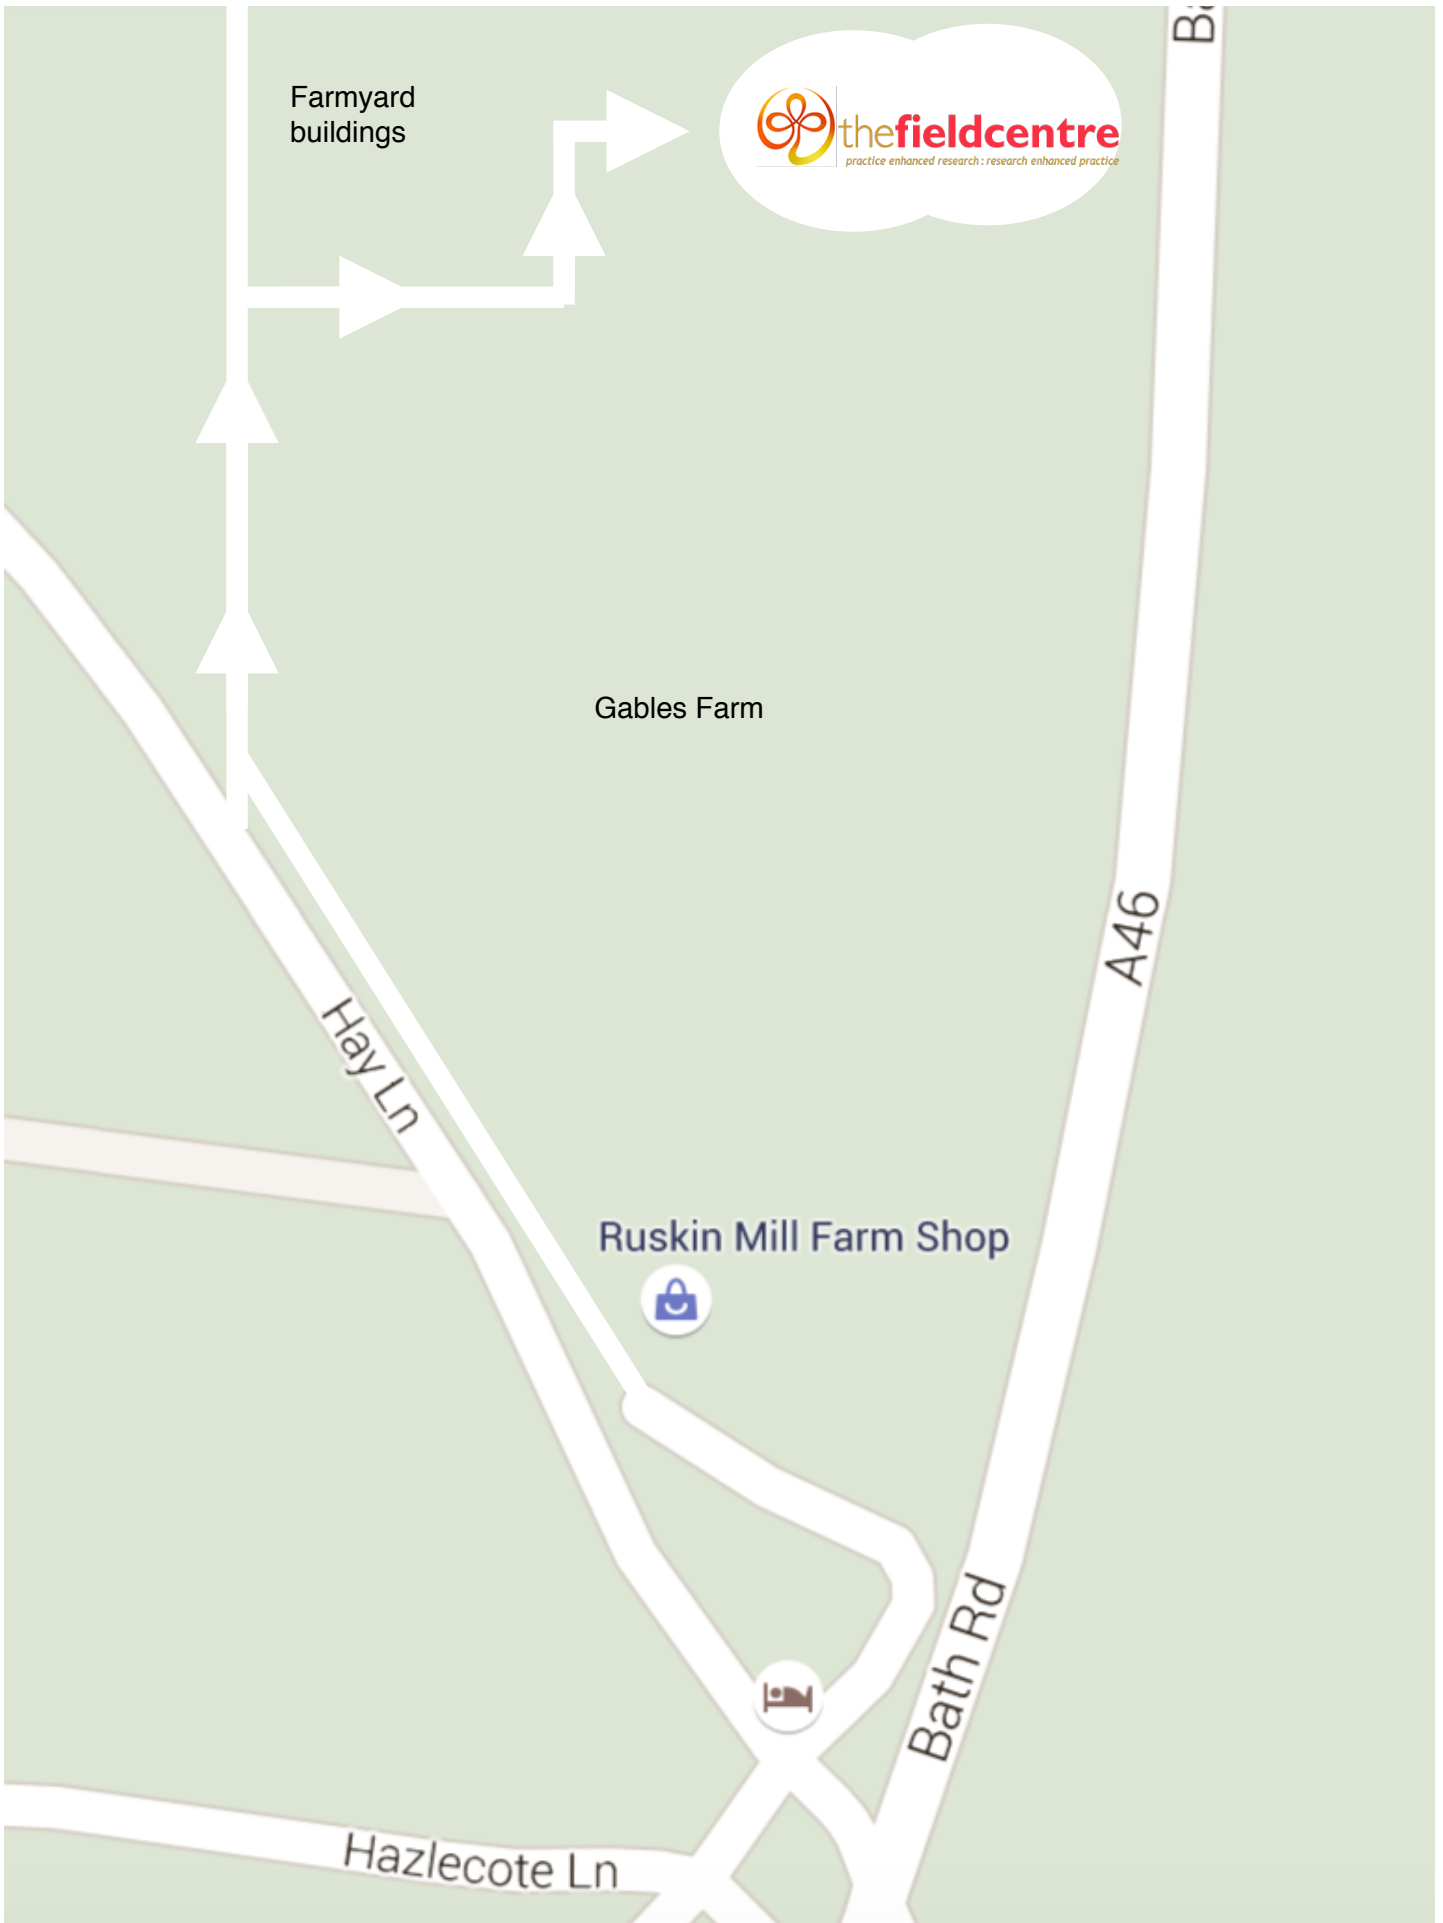 Farmyard
buildings
thefieldcentre
practice enhanced research : research enhanced practice
Gables Farm
A46
Hay Ln
Ruskin Mill Farm Shop
Bath Rd
Hazlecote Ln